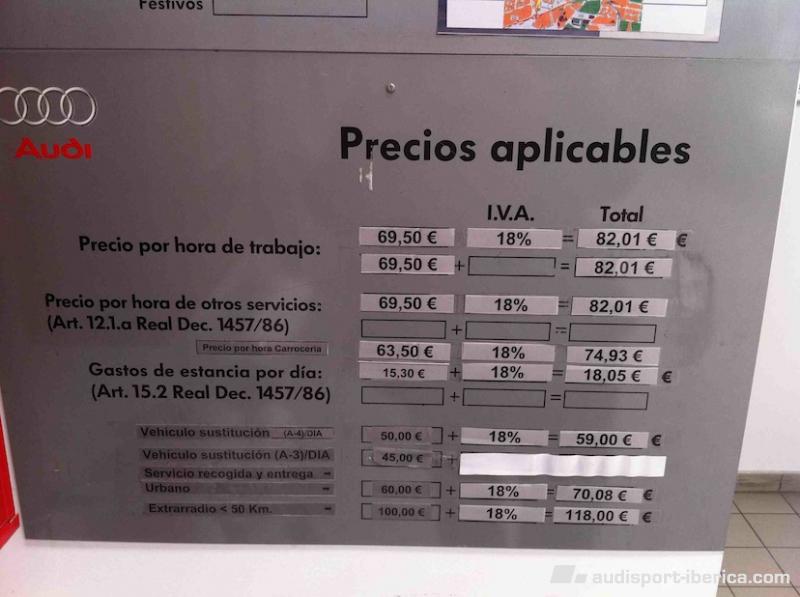 Festivos
Audi
Precios aplicables
I.V.A. Total
Precio por hora de trabajo: 69,50 € 18% = 82,01 € €
69,50 € + = 82,01 €
Precio por hora de otros servicios: 69,50 € 18% = 82,01 €
(Art. 12.1.a Real Dec. 1457/86) + =
Precio por hora Carroceria 63,50 € 18% 74,93 €
Gastos de estancia por día: 15,30 € + 18% = 18,05 € €
(Art. 15.2 Real Dec. 1457/86) + =
Vehículo sustitución (A-4)/DIA 50,00 € + 18% = 59,00 € €
Vehículo sustitución (A-3)/DIA 45,00 € +
Servicio recogida y entrega
Urbano 60,00 € + 18% = 70,08 € €
Extrarradio < 50 Km. 100,00 € + 18% = 118,00 € €
audisport-iberica.com